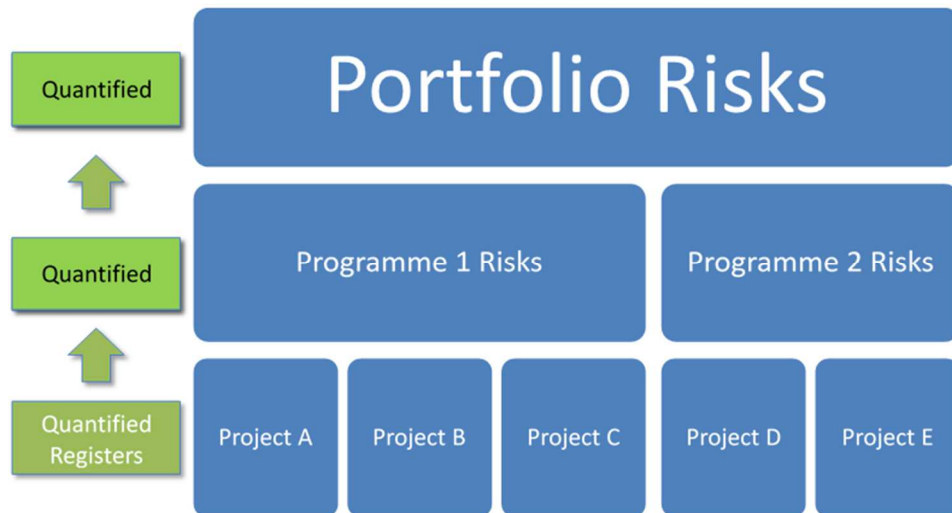 Quantified
Portfolio Risks
Quantified
Programme 1 Risks
Programme 2 Risks
Quantified
Registers
Project A
Project B
Project C
Project D
Project E